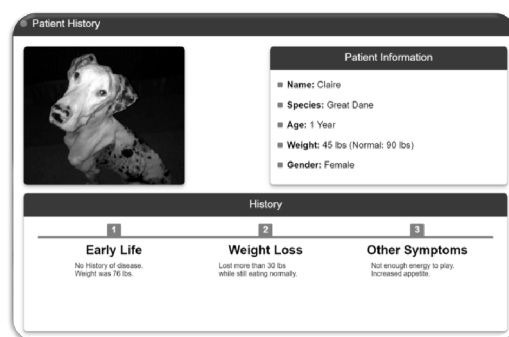 Patient History
Patient Information
Name: Claire
Species: Great Dane
Age: 1 Year
Weight: 45 lbs (Normal: 90 lbs)
Gender: Female
History
1
Early Life
No History of disease.
Weight was 76 lbs.
2
Weight Loss
Lost more than 30 lbs
while still eating normally.
3
Other Symptoms
Not enough energy to play.
Increased appetite.